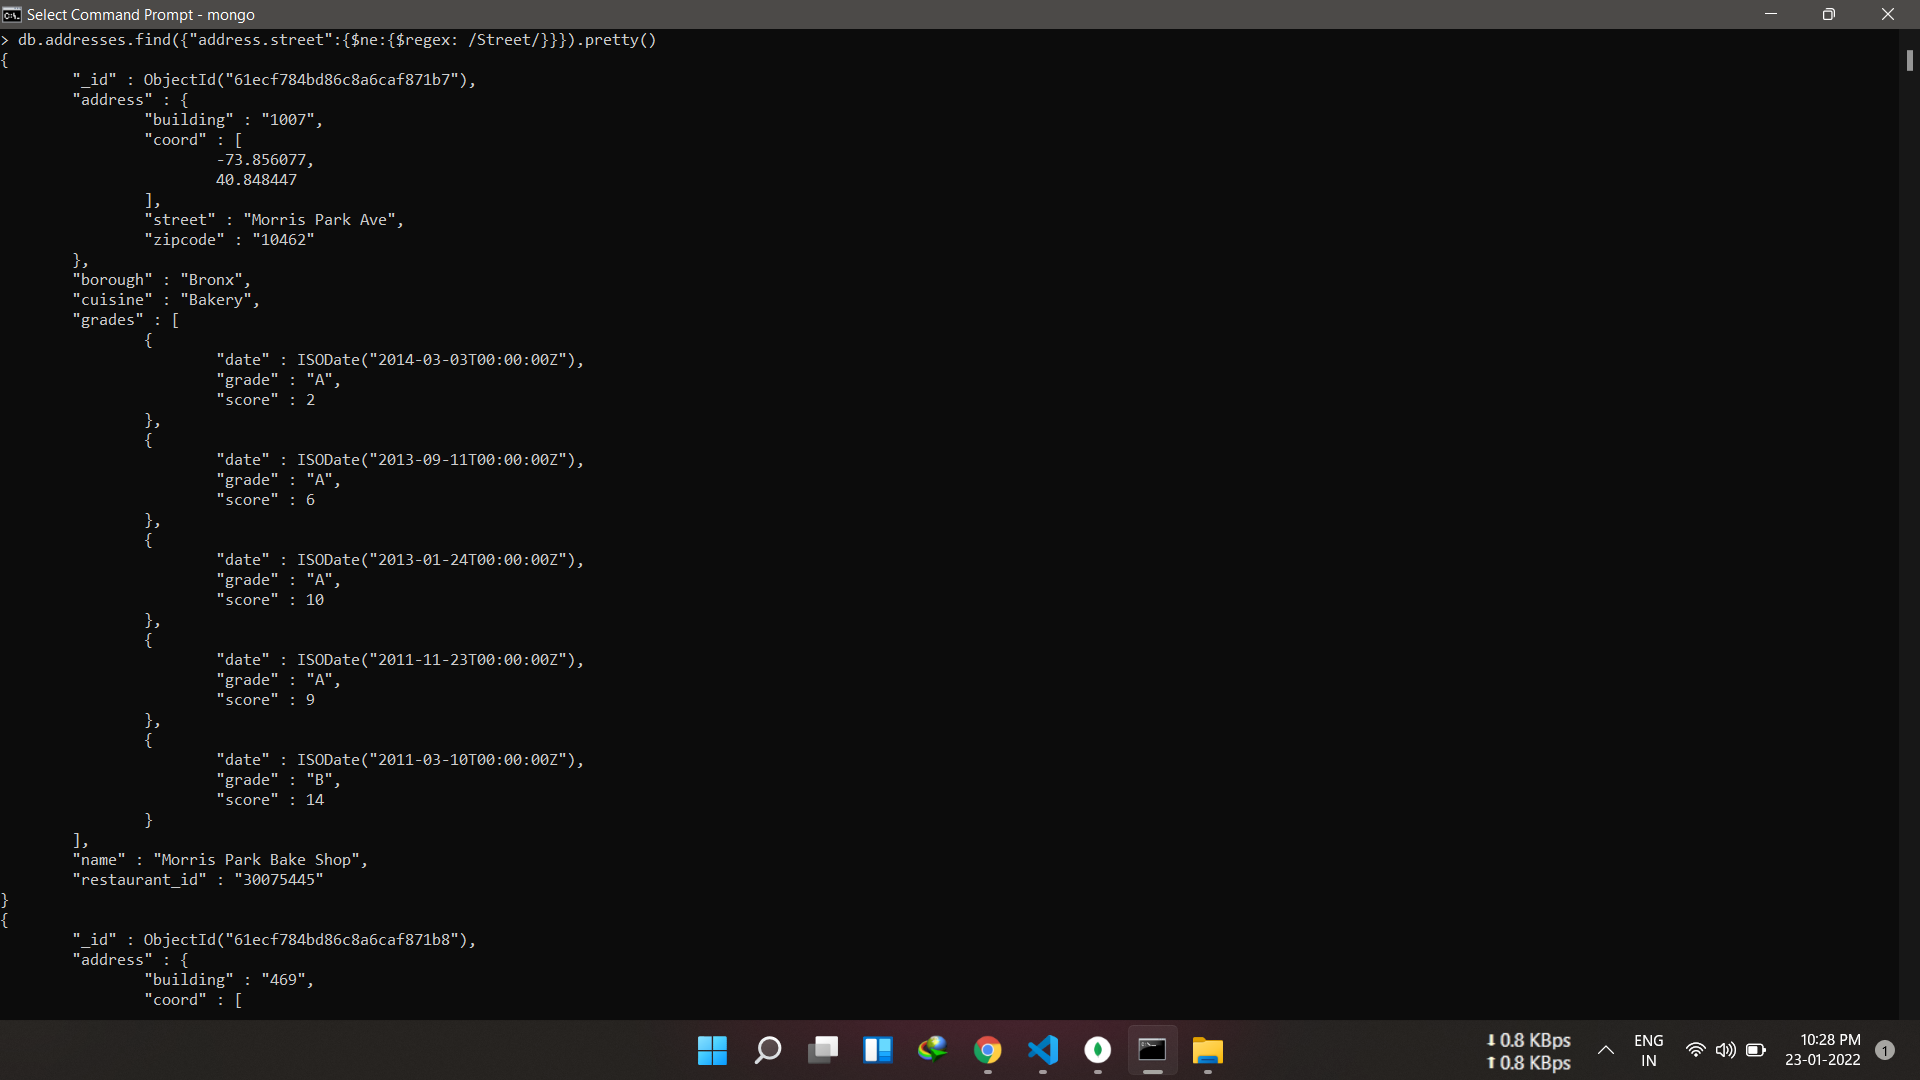 Select Command Prompt - mongo
> db.addresses.find({"address.street":{$ne:{$regex: /Street/}}}).pretty()
{
        "_id" : ObjectId("61ecf784bd86c8a6caf871b7"),
        "address" : {
                "building" : "1007",
                "coord" : [
                        -73.856077,
                        40.848447
                ],
                "street" : "Morris Park Ave",
                "zipcode" : "10462"
        },
        "borough" : "Bronx",
        "cuisine" : "Bakery",
        "grades" : [
                {
                        "date" : ISODate("2014-03-03T00:00:00Z"),
                        "grade" : "A",
                        "score" : 2
                },
                {
                        "date" : ISODate("2013-09-11T00:00:00Z"),
                        "grade" : "A",
                        "score" : 6
                },
                {
                        "date" : ISODate("2013-01-24T00:00:00Z"),
                        "grade" : "A",
                        "score" : 10
                },
                {
                        "date" : ISODate("2011-11-23T00:00:00Z"),
                        "grade" : "A",
                        "score" : 9
                },
                {
                        "date" : ISODate("2011-03-10T00:00:00Z"),
                        "grade" : "B",
                        "score" : 14
                }
        ],
        "name" : "Morris Park Bake Shop",
        "restaurant_id" : "30075445"
}
{
        "_id" : ObjectId("61ecf784bd86c8a6caf871b8"),
        "address" : {
                "building" : "469",
                "coord" : [
0.8 KBps
0.8 KBps
ENG
IN
10:28 PM
23-01-2022
1